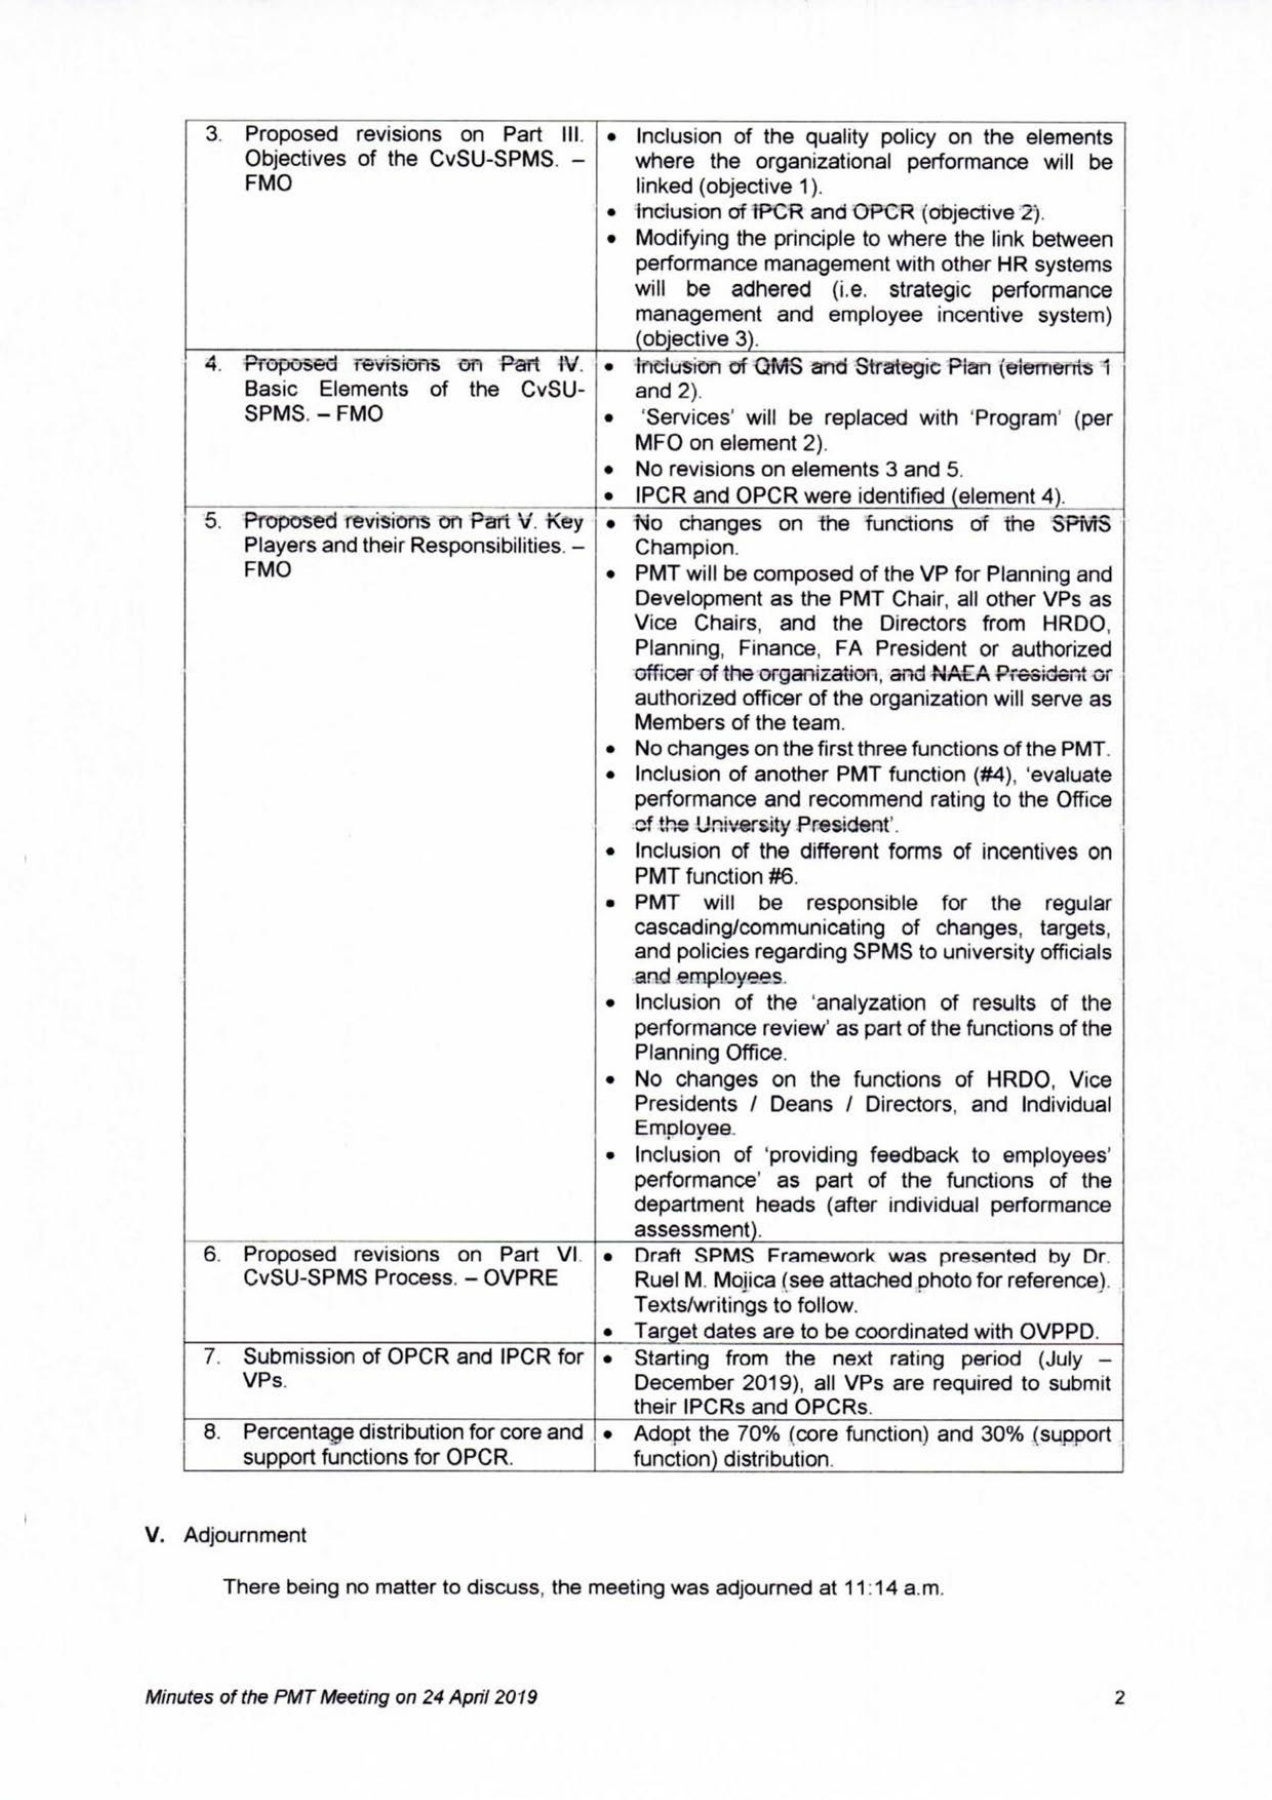 3. Proposed revisions on Part III.
Objectives of the CvSU-SPMS. –
FMO
• Inclusion of the quality policy on the elements
where the organizational performance will be
linked (objective 1).
• Inclusion of IPCR and OPCR (objective 2).
• Modifying the principle to where the link between
performance management with other HR systems
will be adhered (i.e. strategic performance
management and employee incentive system)
(objective 3).
4. Proposed revisions on Part IV.
Basic Elements of the CvSU-
SPMS. – FMO
• Inclusion of QMS and Strategic Plan (elements 1
and 2).
• 'Services' will be replaced with 'Program' (per
MFO on element 2).
• No revisions on elements 3 and 5.
• IPCR and OPCR were identified (element 4).
5. Proposed revisions on Part V. Key
Players and their Responsibilities. –
FMO
• No changes on the functions of the SPMS
Champion.
• PMT will be composed of the VP for Planning and
Development as the PMT Chair, all other VPs as
Vice Chairs, and the Directors from HRDO,
Planning, Finance, FA President or authorized
officer of the organization, and NAEA President or
authorized officer of the organization will serve as
Members of the team.
• No changes on the first three functions of the PMT.
• Inclusion of another PMT function (#4), 'evaluate
performance and recommend rating to the Office
of the University President'.
• Inclusion of the different forms of incentives on
PMT function #6.
• PMT will be responsible for the regular
cascading/communicating of changes, targets,
and policies regarding SPMS to university officials
and employees.
• Inclusion of the 'analyzation of results of the
performance review' as part of the functions of the
Planning Office.
• No changes on the functions of HRDO, Vice
Presidents / Deans / Directors, and Individual
Employee.
• Inclusion of 'providing feedback to employees'
performance' as part of the functions of the
department heads (after individual performance
assessment).
6. Proposed revisions on Part VI.
CvSU-SPMS Process. – OVPRE
• Draft SPMS Framework was presented by Dr.
Ruel M. Mojica (see attached photo for reference).
Texts/writings to follow.
• Target dates are to be coordinated with OVPPD.
7. Submission of OPCR and IPCR for
VPs.
• Starting from the next rating period (July –
December 2019), all VPs are required to submit
their IPCRs and OPCRs.
8. Percentage distribution for core and
support functions for OPCR.
• Adopt the 70% (core function) and 30% (support
function) distribution.
V. Adjournment
There being no matter to discuss, the meeting was adjourned at 11:14 a.m.
Minutes of the PMT Meeting on 24 April 2019 2